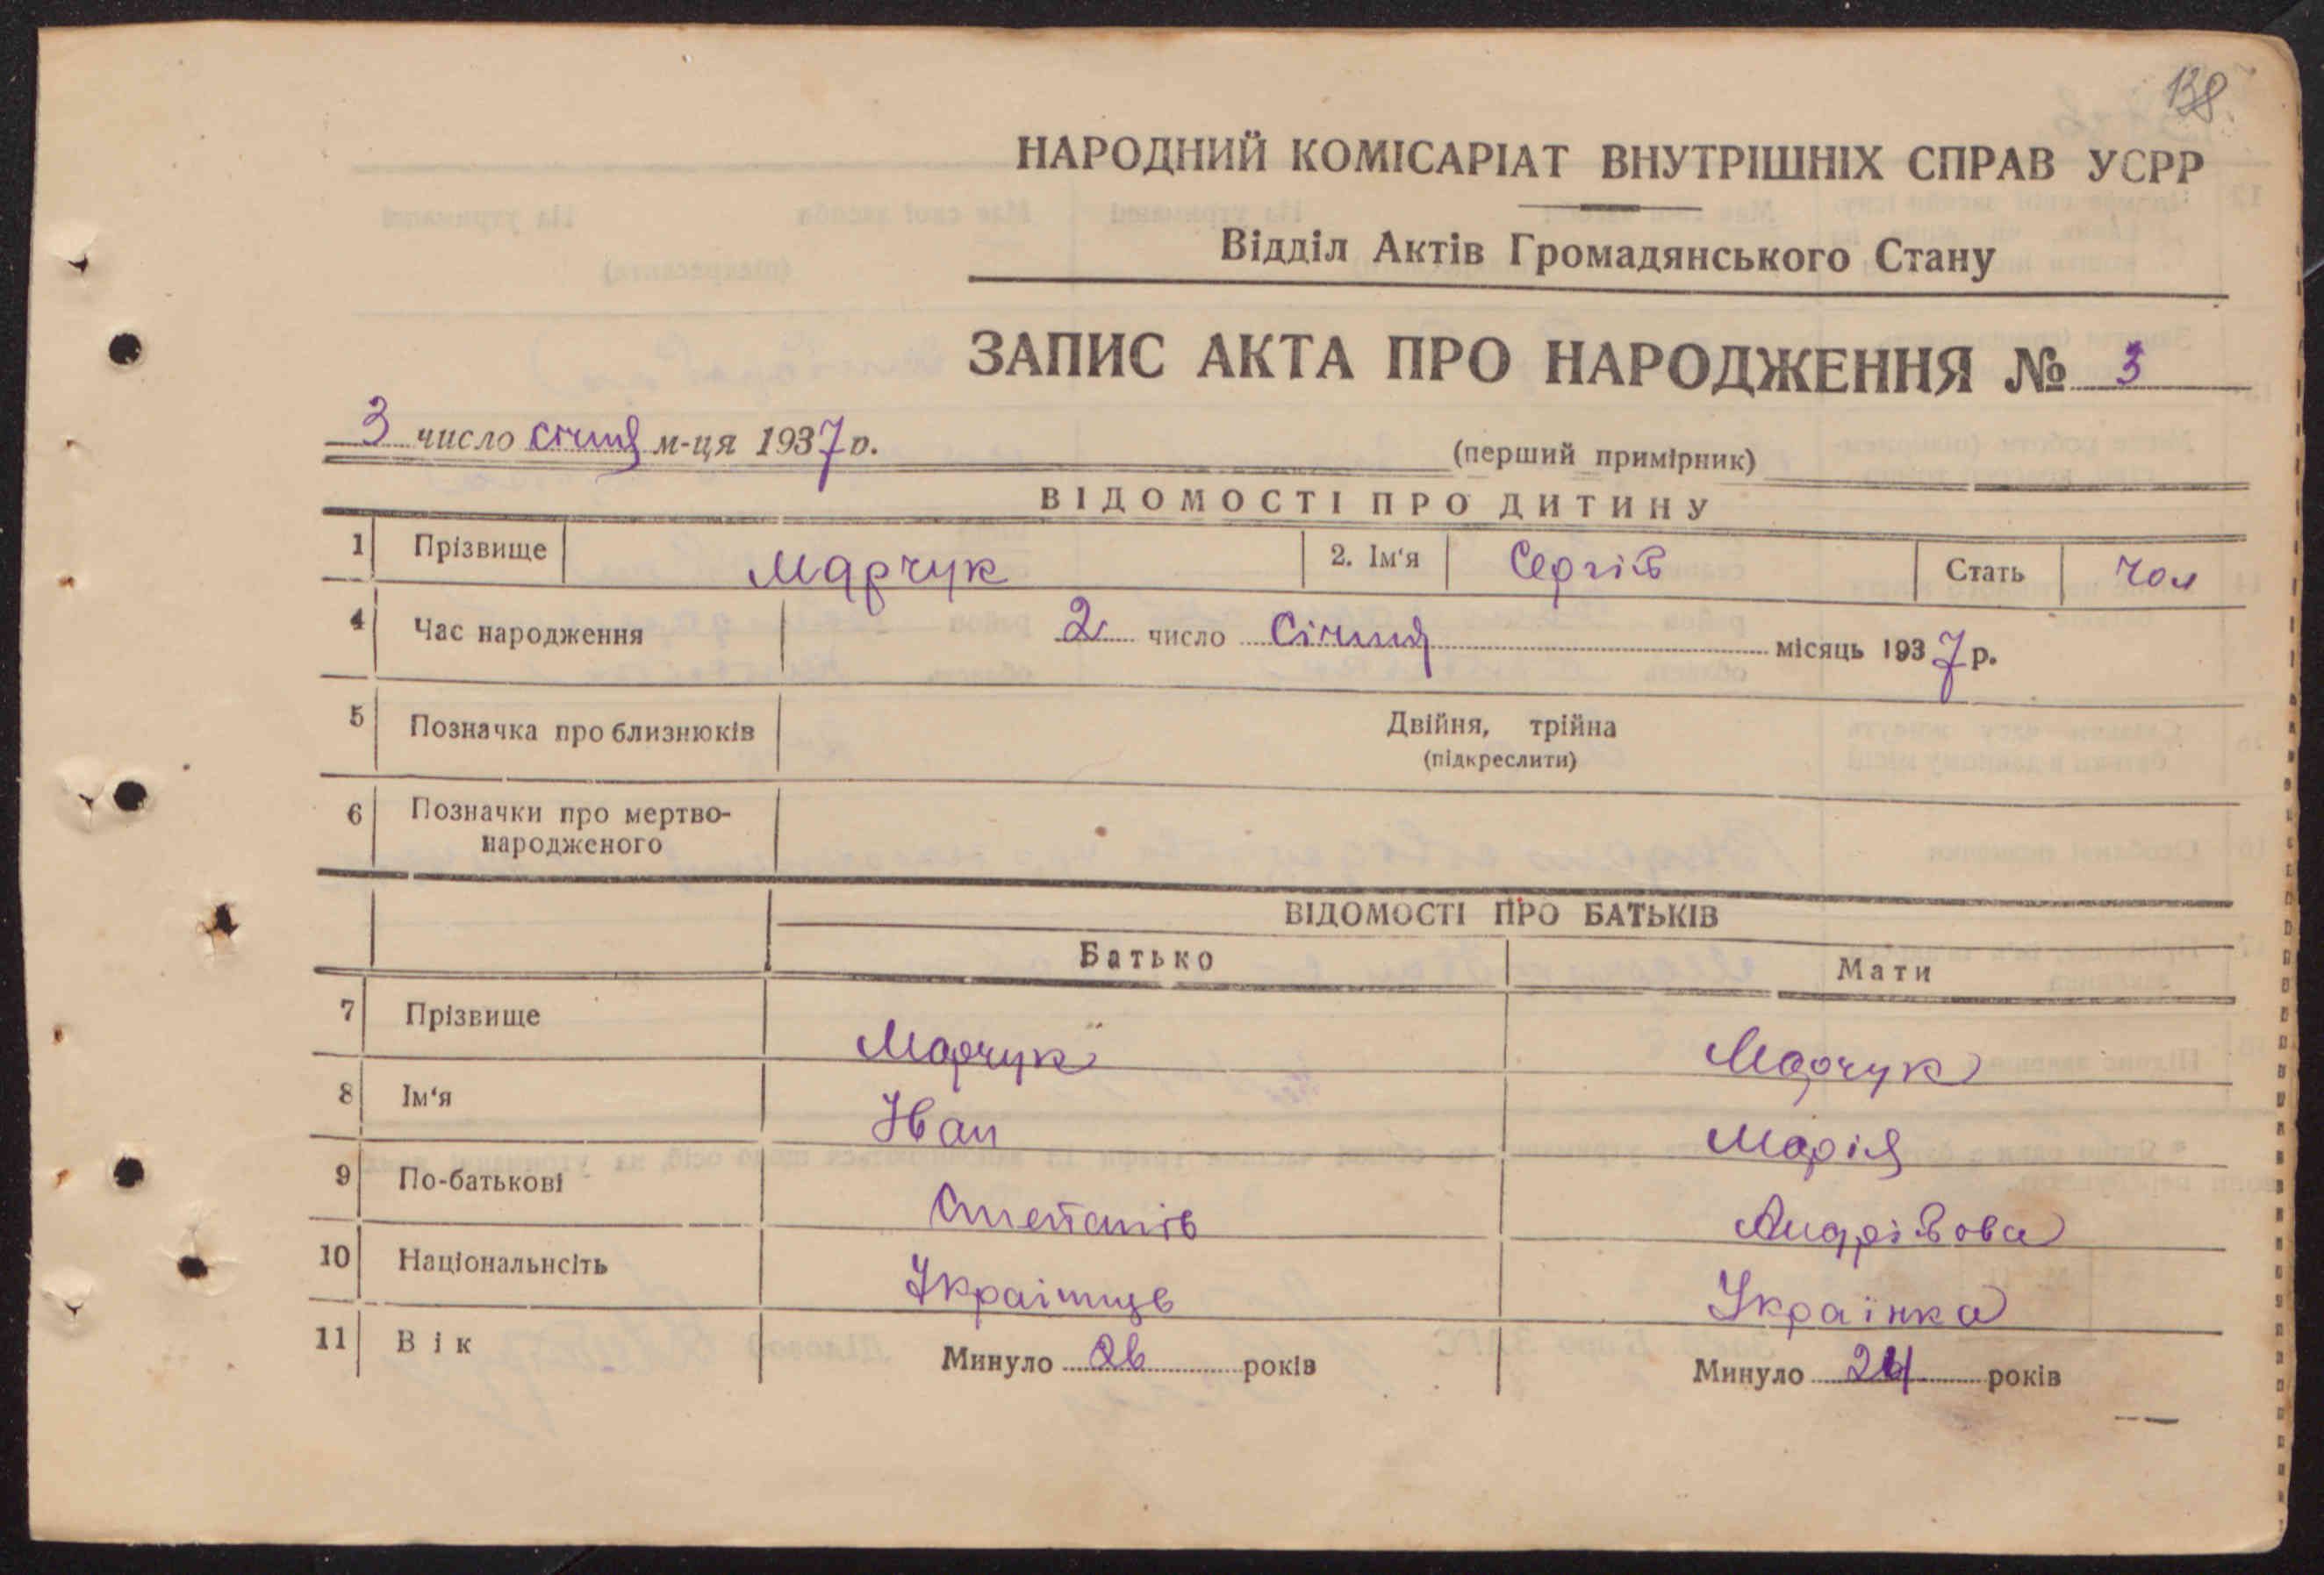 138
НАРОДНИЙ КОМІСАРІАТ ВНУТРІШНІХ СПРАВ УСРР
Відділ Актів Громадянського Стану
ЗАПИС АКТА ПРО НАРОДЖЕННЯ № 3
3 число січня м-ця 1937 р.
(перший примірник)
ВІДОМОСТІ ПРО ДИТИНУ
1 Прізвище Марчук 2. Ім'я Сергій Стать чол
4 Час народження 2 число Січня місяць 1937 р.
5 Позначка про близнюків Двійня, трійна
(підкреслити)
6 Позначки про мертво-
народженого
ВІДОМОСТІ ПРО БАТЬКІВ
Батько Мати
7 Прізвище Марчук Марчук
8 Ім'я Іван Марія
9 По-батькові Степанів Андрійова
10 Національнсіть Українць Українка
11 Вік Минуло 26 років Минуло 24 років